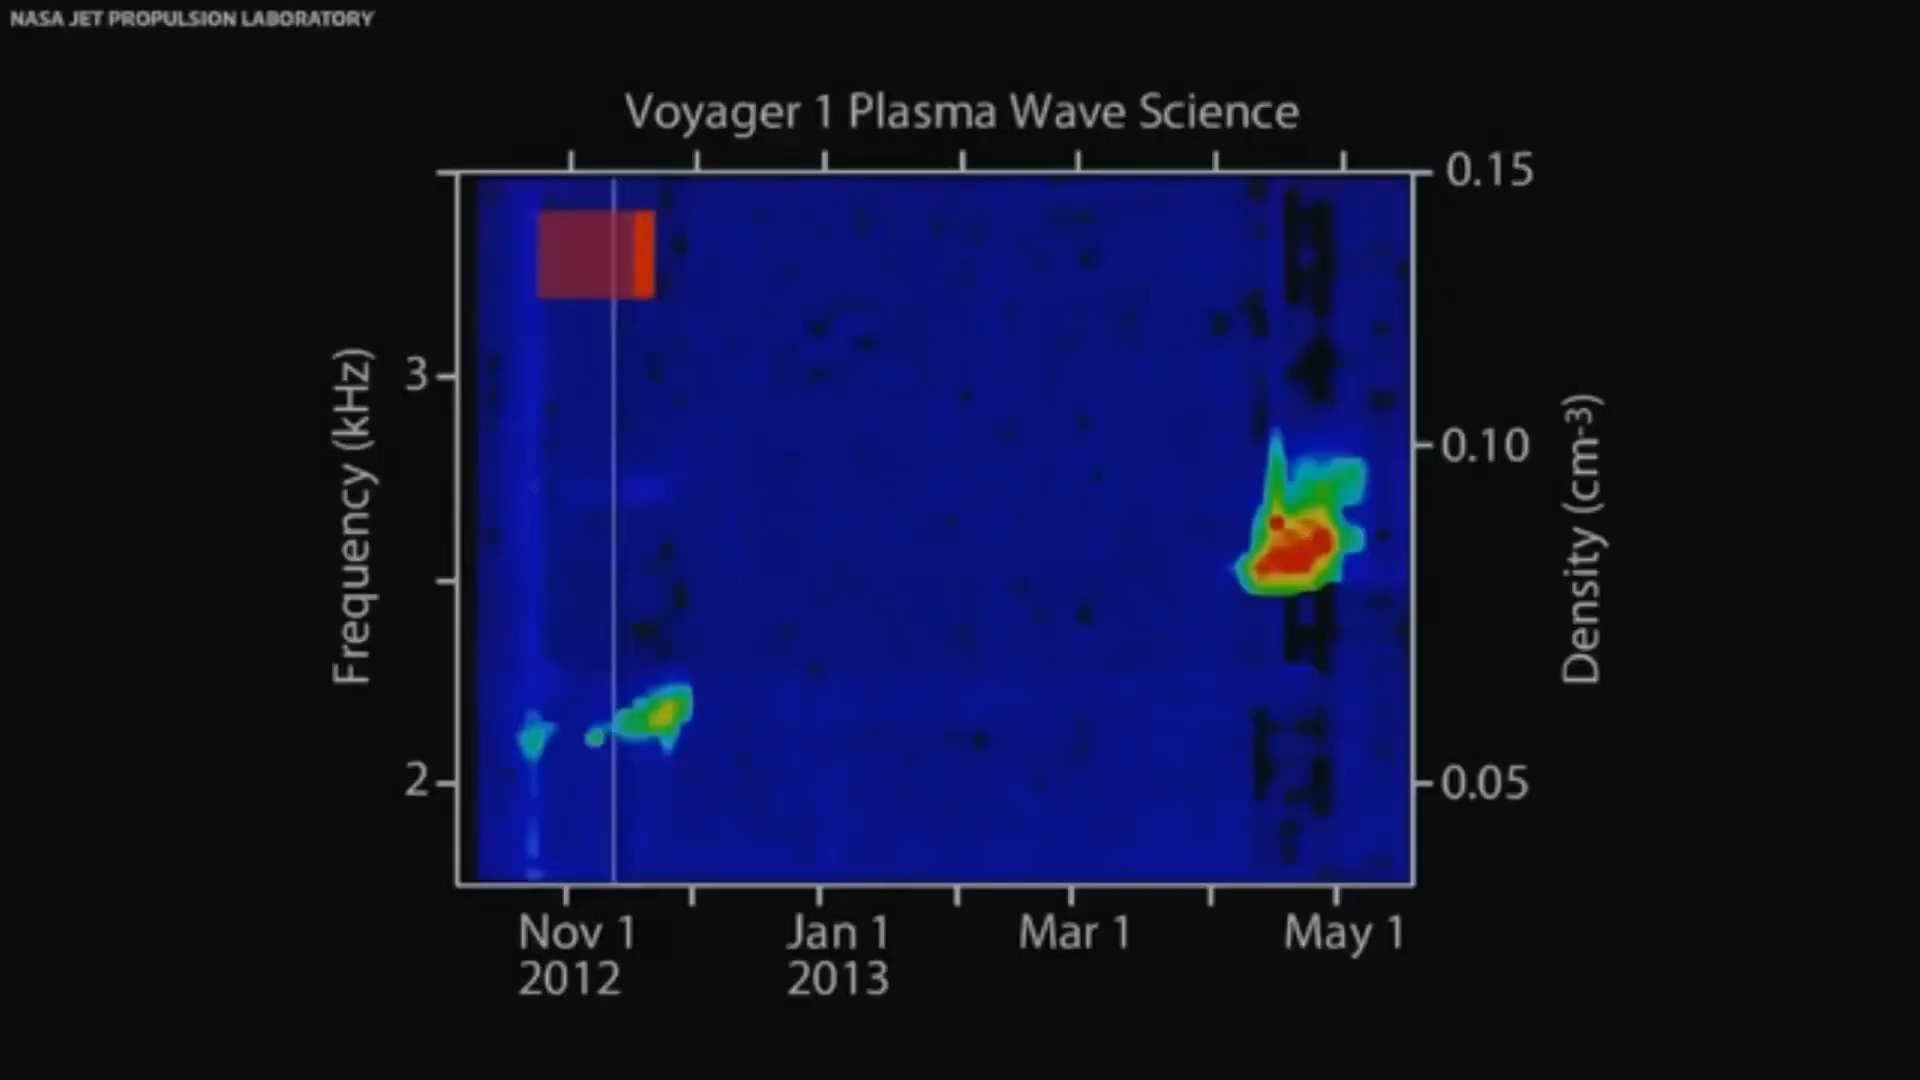 NASA JET PROPULSION LABORATORY
Voyager 1 Plasma Wave Science
0.15
3
0.10
2
0.05
Frequency (kHz)
Density (cm-3)
Nov 1
2012
Jan 1
2013
Mar 1
May 1